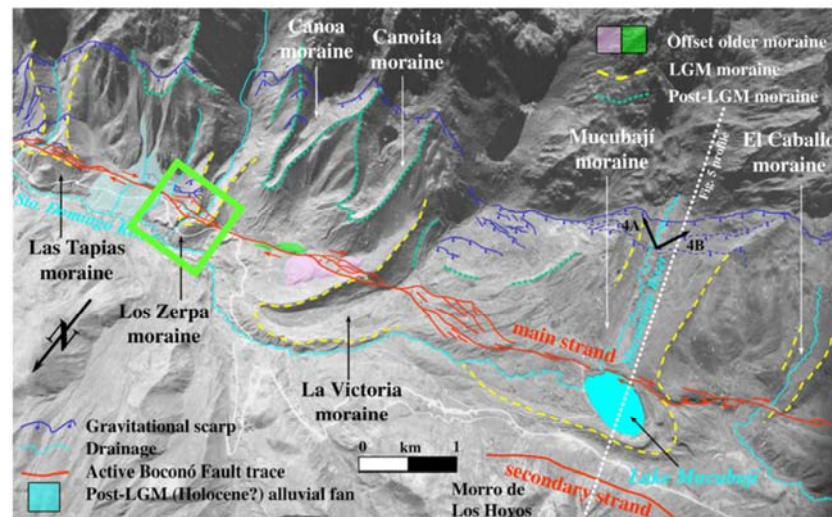 Canoa
moraine
Canoita
moraine
Offset older moraine
LGM moraine
Post-LGM moraine
Mucubají
moraine
El Caballo
moraine
Fig. 5 profile
4A
4B
Sto. Domingo
Las Tapias
moraine
Los Zerpa
moraine
N
La Victoria
moraine
main strand
Gravitational scarp
Drainage
Active Boconó Fault trace
Post-LGM (Holocene?) alluvial fan
0 km 1
secondary strand
Lake Mucubají
Morro de
Los Hoyos